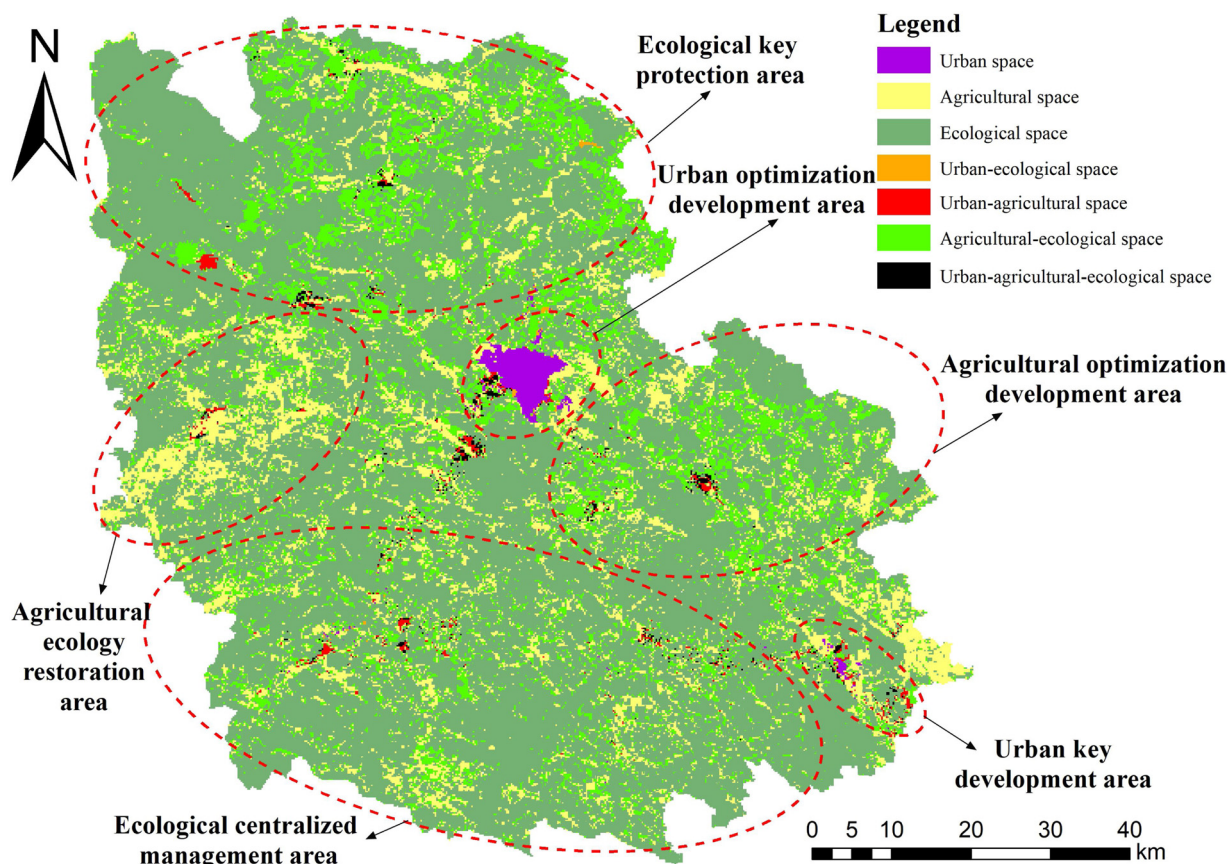 N
Ecological key
protection area
Urban optimization
development area
Legend
Urban space
Agricultural space
Ecological space
Urban-ecological space
Urban-agricultural space
Agricultural-ecological space
Urban-agricultural-ecological space
Agricultural optimization
development area
Agricultural
ecology
restoration
area
Urban key
development area
Ecological centralized
management area
0 5 10 20 30 40
km